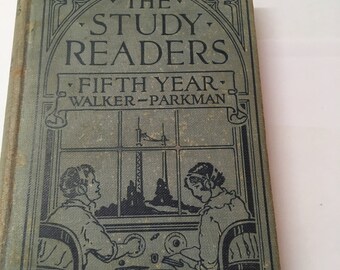 THE
STUDY
READERS
FIFTH YEAR
WALKER–PARKMAN